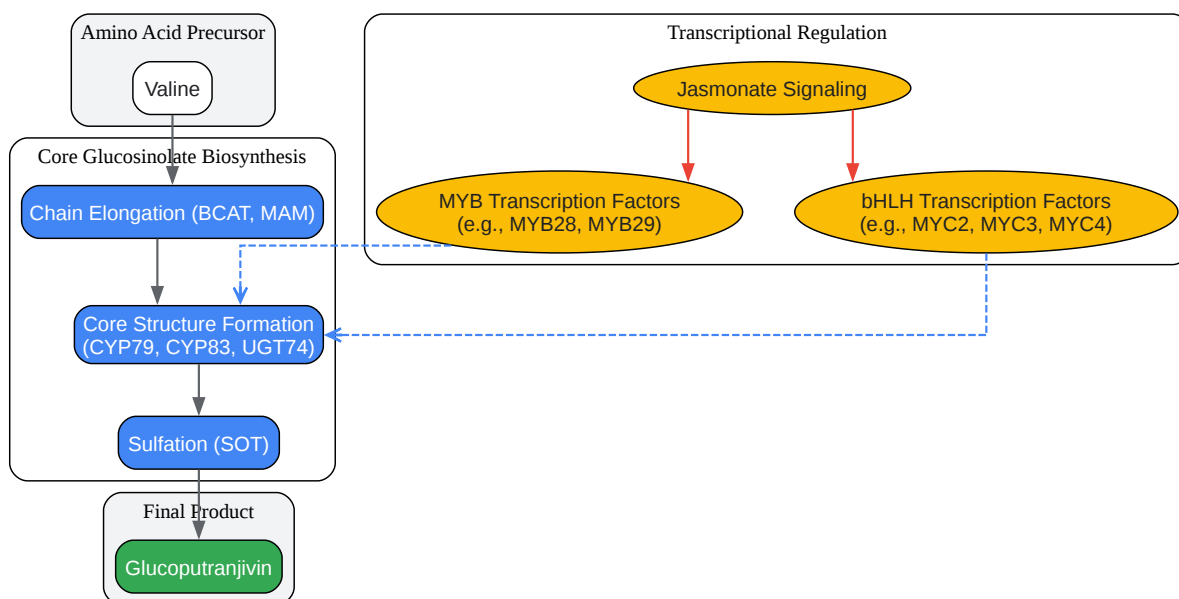 Amino Acid Precursor
Valine
Core Glucosinolate Biosynthesis
Chain Elongation (BCAT, MAM)
Core Structure Formation
(CYP79, CYP83, UGT74)
Sulfation (SOT)
Final Product
Glucoputranjivin
Transcriptional Regulation
Jasmonate Signaling
MYB Transcription Factors
(e.g., MYB28, MYB29)
bHLH Transcription Factors
(e.g., MYC2, MYC3, MYC4)